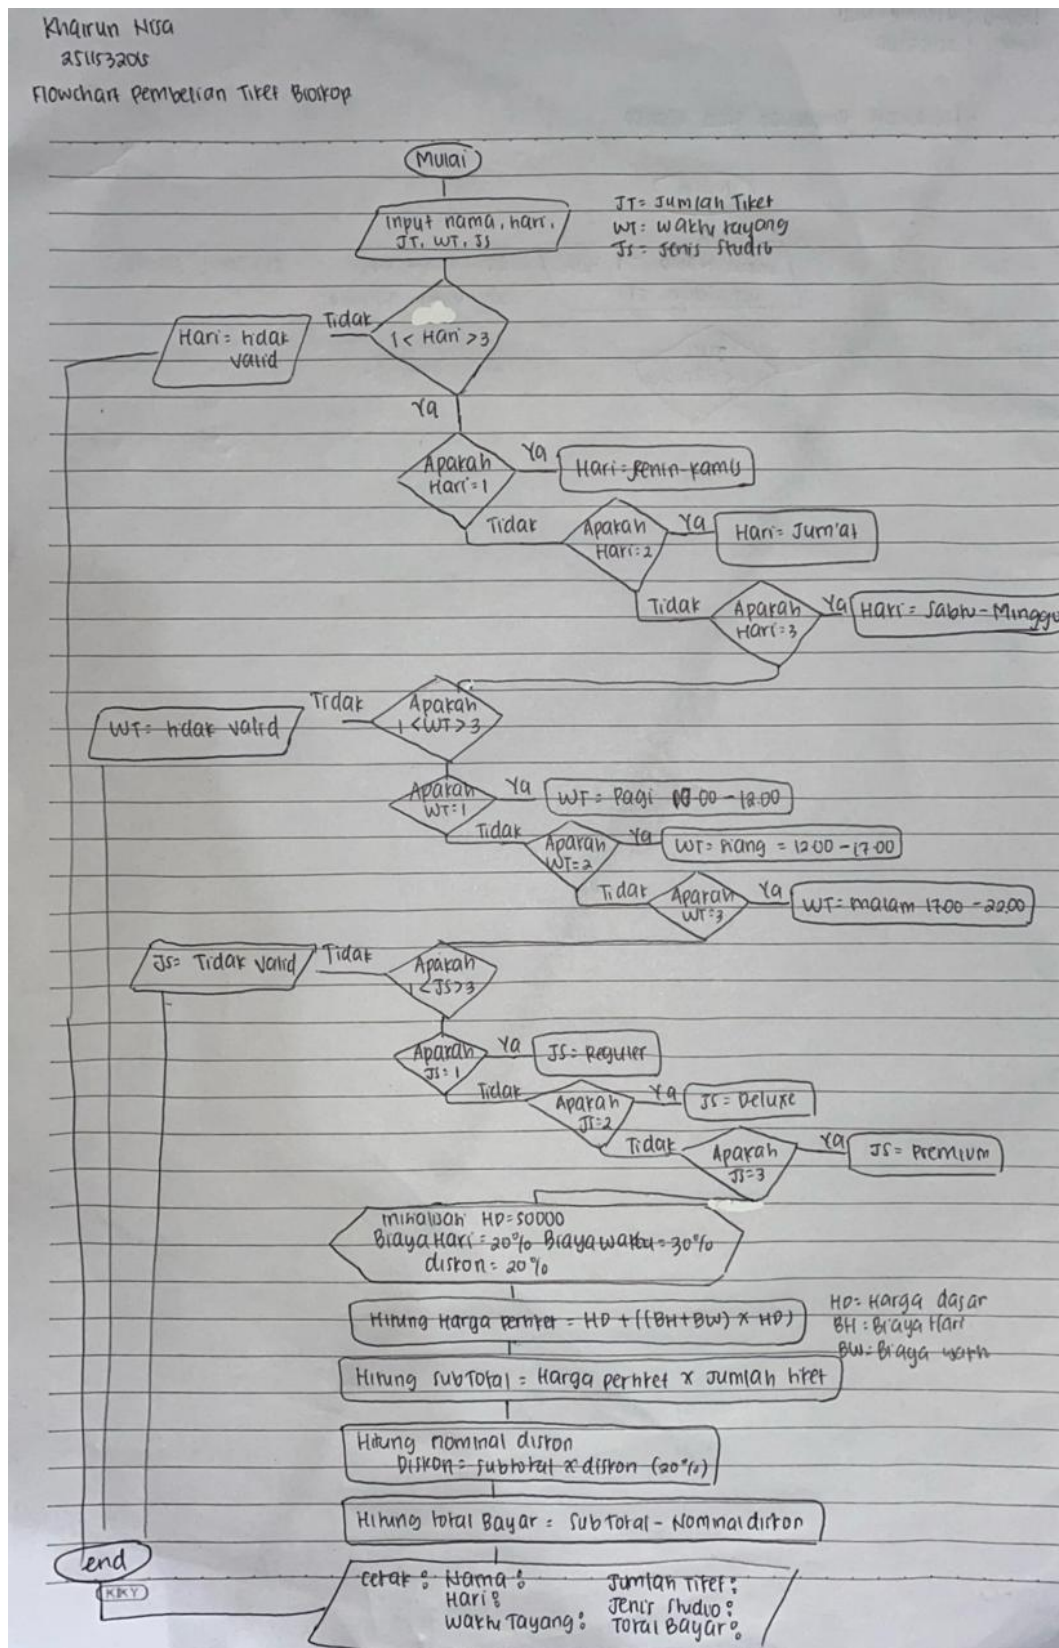 Khairun Nisa
2511532015
Flowchart Pembelian Tiket Bioskop
Mulai
Input nama, hari,
JT, WT, JS
JT = Jumlah Tiket
WT = Waktu tayang
JS = Jenis Studio
1 < Hari > 3
Tidak
Hari = tidak
valid
Ya
Apakah
Hari = 1
Ya
Hari = Senin - Kamis
Tidak
Apakah
Hari = 2
Ya
Hari = Jum'at
Tidak
Apakah
Hari = 3
Ya
Hari = Sabtu - Minggu
Apakah
1 < WT > 3
Tidak
WT = tidak valid
Apakah
WT = 1
Ya
WT = Pagi 10.00 - 12.00
Tidak
Apakah
WT = 2
Ya
WT = Siang = 12.00 - 17.00
Tidak
Apakah
WT = 3
Ya
WT = malam 17.00 - 22.00
Apakah
1 < JS > 3
Tidak
JS = Tidak valid
Apakah
JS = 1
Ya
JS = Reguler
Tidak
Apakah
JS = 2
Ya
JS = Deluxe
Tidak
Apakah
JS = 3
Ya
JS = Premium
HD = 50000
Biaya Hari = 20% Biaya waktu = 30%
diskon = 20%
Hitung Harga pertiket = HD + ((BH + BW) x HD)
HD = Harga dasar
BH = Biaya Hari
BW = Biaya
Hitung subTotal = Harga pertiket x Jumlah tiket
Hitung nominal diskon
Diskon = subtotal x diskon (20%)
Hitung total Bayar = SubTotal - Nominal diskon
end
KKY
cetak : Nama : Jumlah Tiket :
Hari : Jenis studio :
Waktu Tayang : Total Bayar :